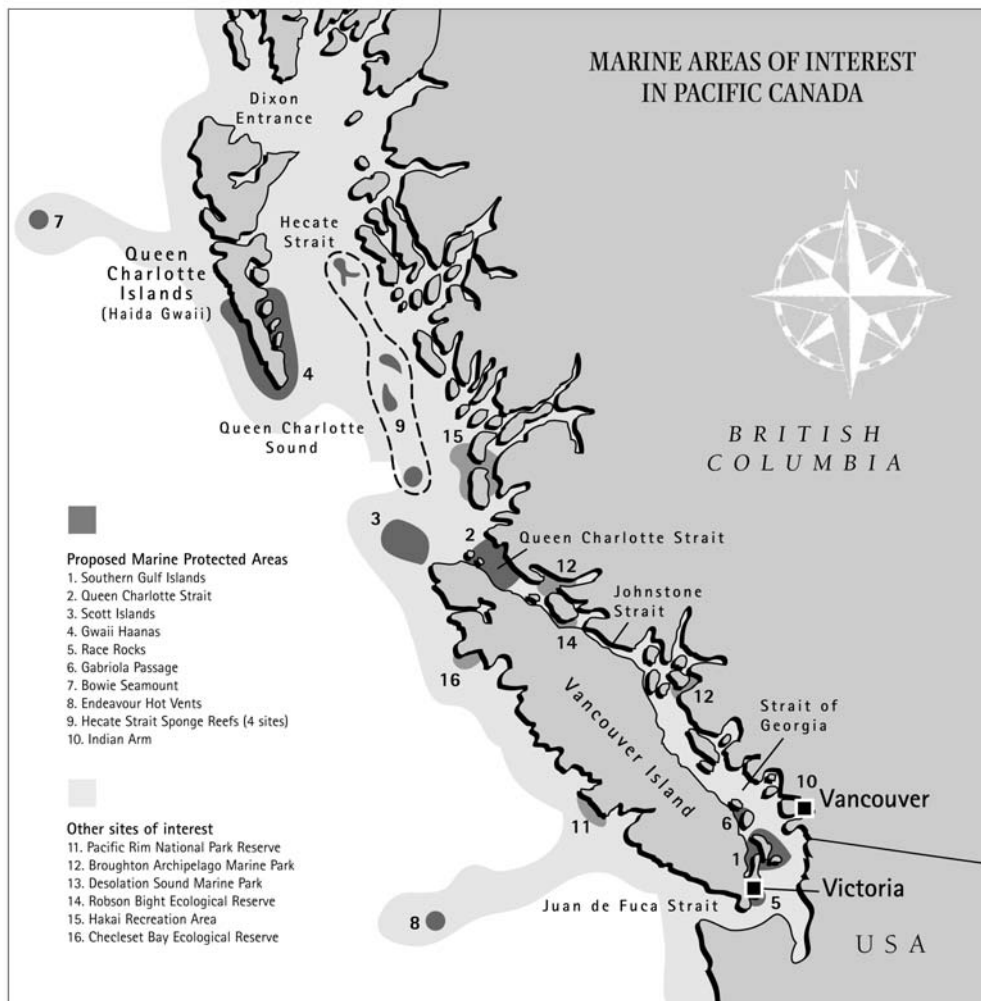 MARINE AREAS OF INTEREST
IN PACIFIC CANADA
Dixon
Entrance
N
7
Hecate
Strait
Queen
Charlotte
Islands
(Haida Gwaii)
4
Queen Charlotte
Sound
9
15
BRITISH
COLUMBIA
3
2
Queen Charlotte Strait
12
Johnstone
Strait
14
16
12
Vancouver Island
Strait of
Georgia
10
Vancouver
11
6
1
Victoria
Juan de Fuca Strait
5
8
USA
Proposed Marine Protected Areas
1. Southern Gulf Islands
2. Queen Charlotte Strait
3. Scott Islands
4. Gwaii Haanas
5. Race Rocks
6. Gabriola Passage
7. Bowie Seamount
8. Endeavour Hot Vents
9. Hecate Strait Sponge Reefs (4 sites)
10. Indian Arm
Other sites of interest
11. Pacific Rim National Park Reserve
12. Broughton Archipelago Marine Park
13. Desolation Sound Marine Park
14. Robson Bight Ecological Reserve
15. Hakai Recreation Area
16. Checleset Bay Ecological Reserve